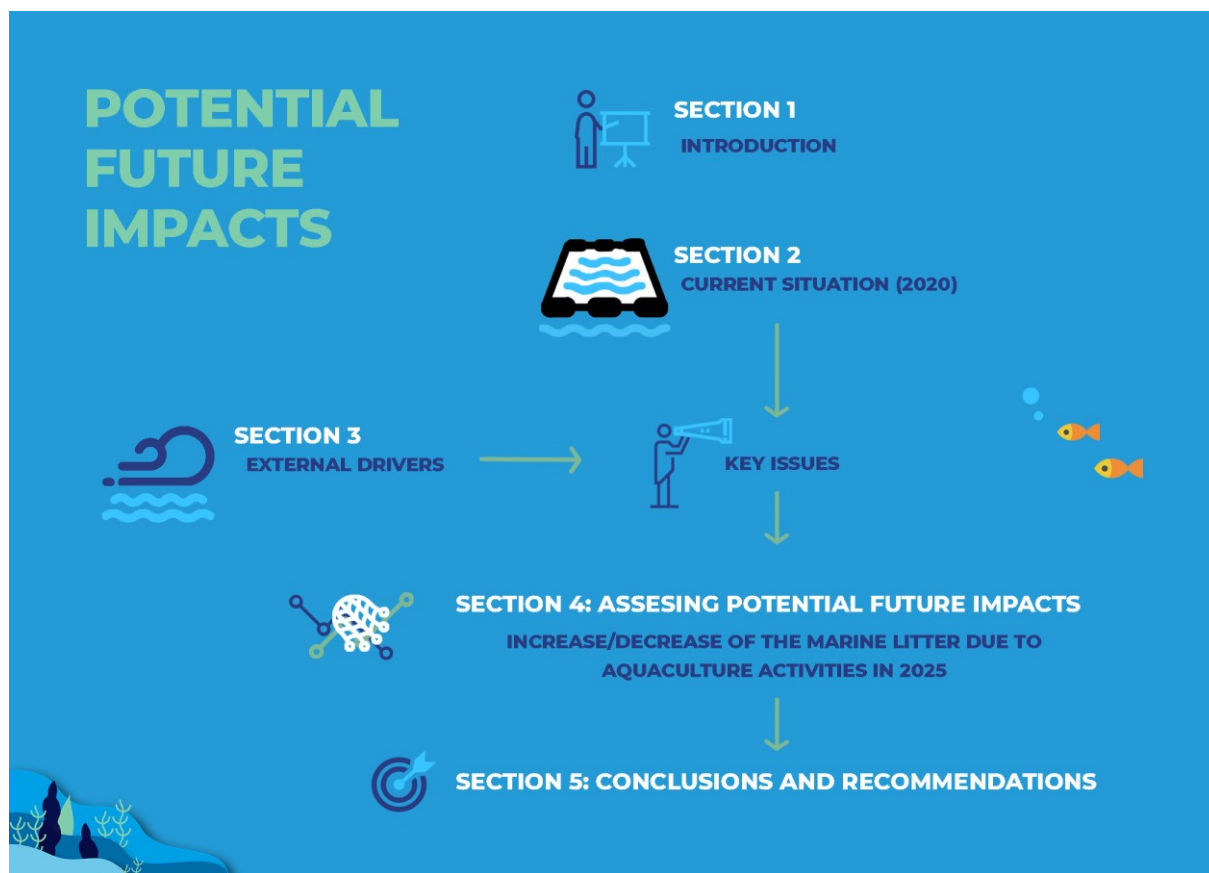 POTENTIAL
FUTURE
IMPACTS
SECTION 1
INTRODUCTION
SECTION 2
CURRENT SITUATION (2020)
SECTION 3
EXTERNAL DRIVERS
KEY ISSUES
SECTION 4: ASSESING POTENTIAL FUTURE IMPACTS
INCREASE/DECREASE OF THE MARINE LITTER DUE TO
AQUACULTURE ACTIVITIES IN 2025
SECTION 5: CONCLUSIONS AND RECOMMENDATIONS